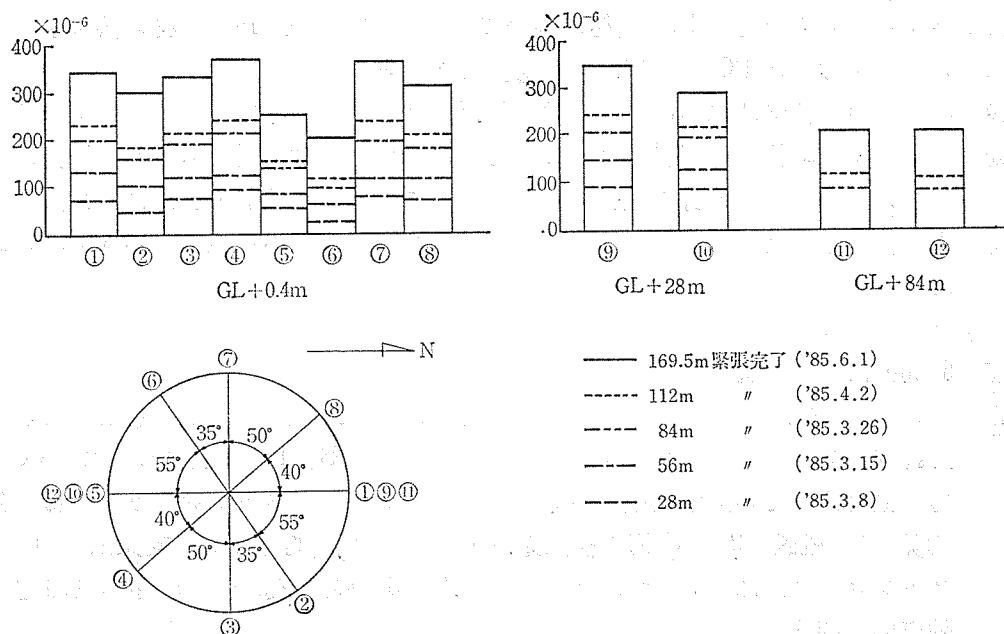 ×10⁻⁶
400
300
200
100
0
① ② ③ ④ ⑤ ⑥ ⑦ ⑧
GL+0.4m
×10⁻⁶
400
300
200
100
0
⑨ ⑩ ⑪ ⑫
GL+28m GL+84m
N
⑦
⑥
⑧
35° 50°
55° 40°
⑫⑩⑤
①⑨⑪
40° 55°
50° 35°
④
②
③
169.5m緊張完了 ('85.6.1)
112m 〃 ('85.4.2)
84m 〃 ('85.3.26)
56m 〃 ('85.3.15)
28m 〃 ('85.3.8)